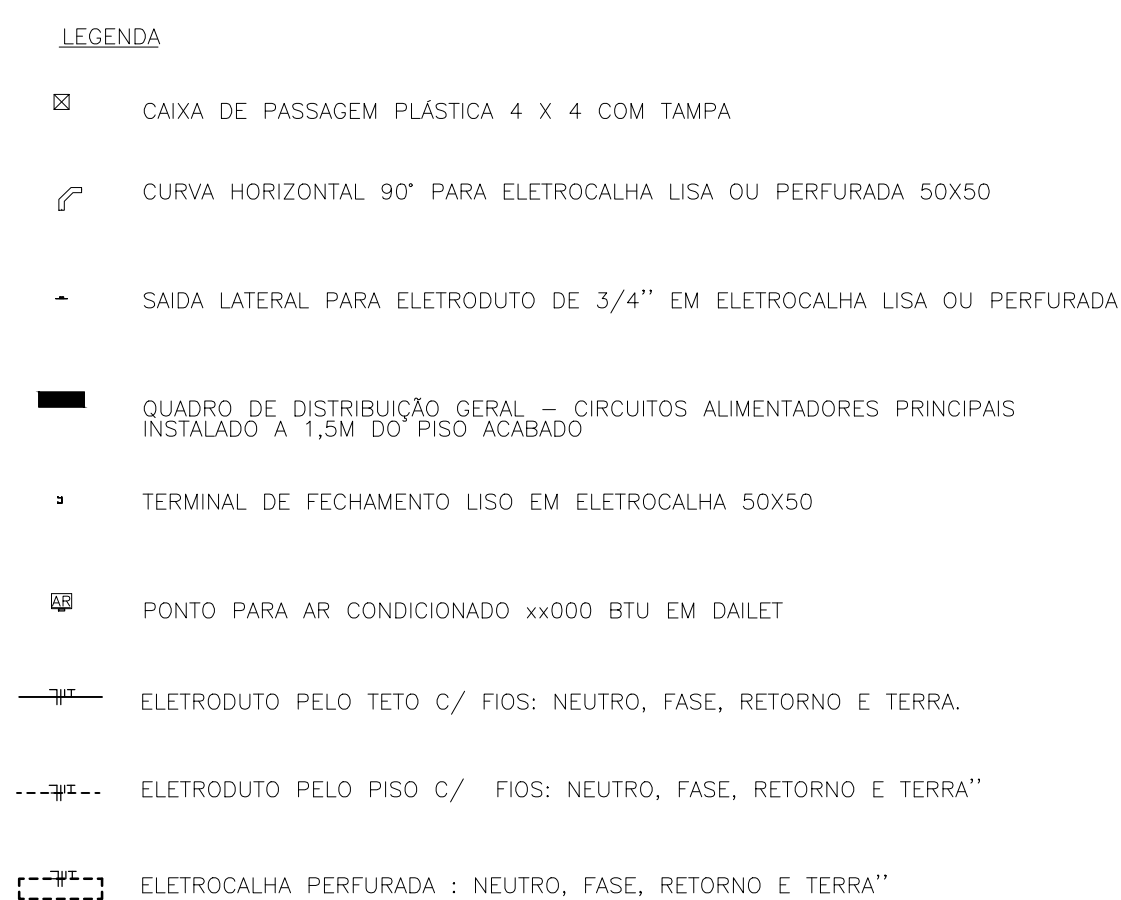 LEGENDA
CAIXA DE PASSAGEM PLÁSTICA 4 X 4 COM TAMPA
CURVA HORIZONTAL 90° PARA ELETROCALHA LISA OU PERFURADA 50X50
SAIDA LATERAL PARA ELETRODUTO DE 3/4’’ EM ELETROCALHA LISA OU PERFURADA
QUADRO DE DISTRIBUIÇÃO GERAL – CIRCUITOS ALIMENTADORES PRINCIPAIS
INSTALADO A 1,5M DO PISO ACABADO
TERMINAL DE FECHAMENTO LISO EM ELETROCALHA 50X50
AR
PONTO PARA AR CONDICIONADO xx000 BTU EM DAILET
ELETRODUTO PELO TETO C/ FIOS: NEUTRO, FASE, RETORNO E TERRA.
ELETRODUTO PELO PISO C/ FIOS: NEUTRO, FASE, RETORNO E TERRA’’
ELETROCALHA PERFURADA : NEUTRO, FASE, RETORNO E TERRA’’